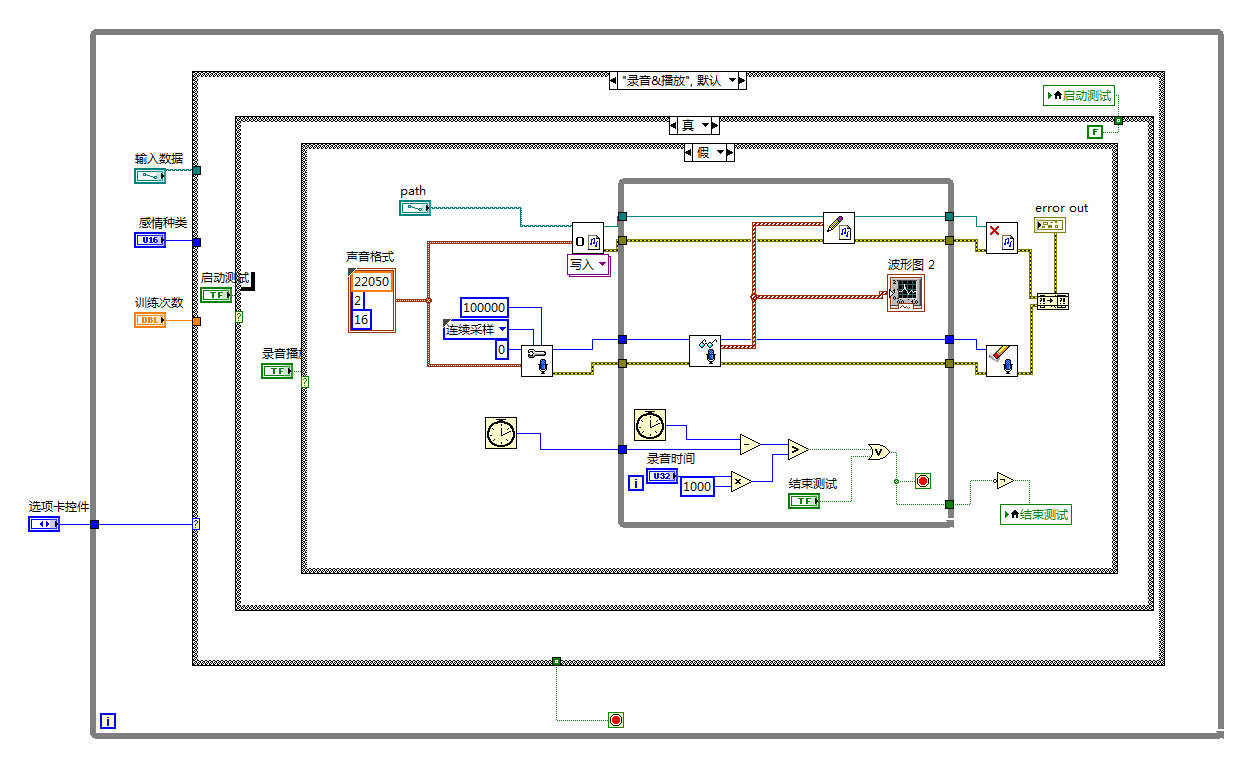 "录音&播放", 默认
启动测试
真
F
假
输入数据
path
error out
感情种类
U16
写入
声音格式
22050
2
16
波形图 2
启动测试
TF
100000
训练次数
DBL
连续采样
0
录音播放
TF
录音时间
U32
i
1000
结束测试
TF
选项卡控件
结束测试
i